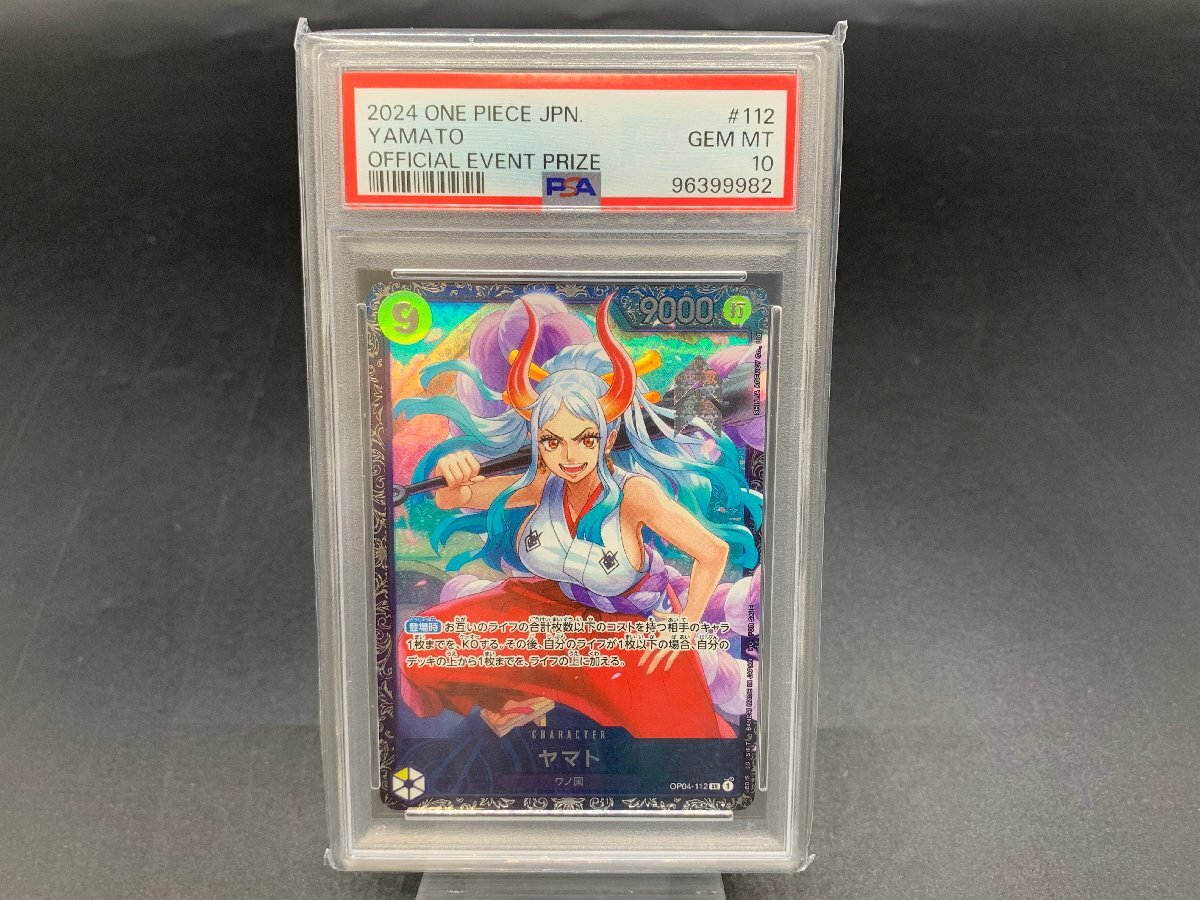 2024 ONE PIECE JPN.
#112
YAMATO
GEM MT
OFFICIAL EVENT PRIZE
10
PSA
96399982
9
9000
打
登場時 お互いのライフの合計枚数以下のコストを持つ相手のキャラ
1枚までを、KOする。その後、自分のライフが1枚以下の場合、自分の
デッキの上から1枚までを、ライフの上に加える。
CHARACTER
ヤマト
ワノ国
OP04-112 SR 1